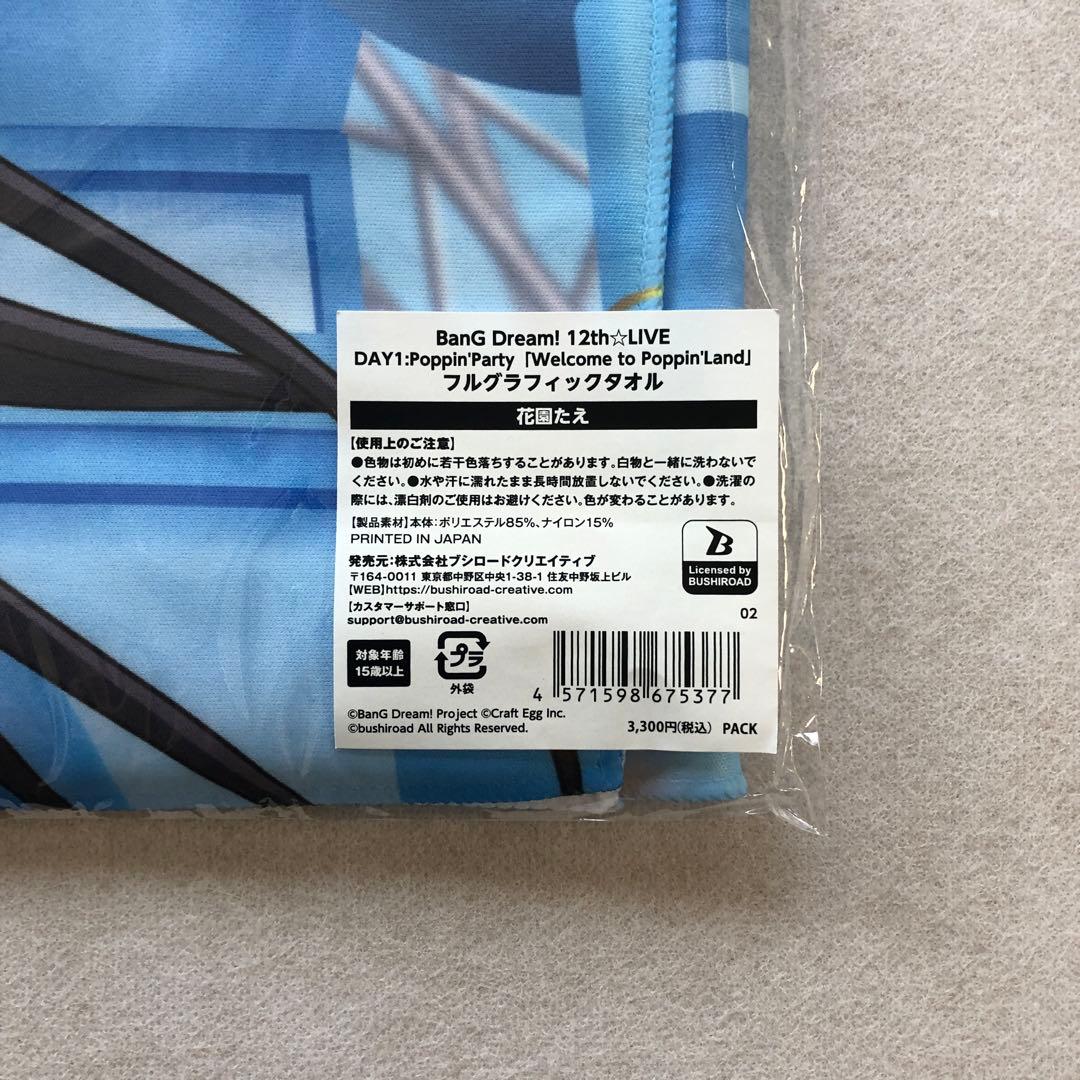 BanG Dream! 12th☆LIVE
DAY1:Poppin'Party「Welcome to Poppin'Land」
フルグラフィックタオル
花園たえ
【使用上のご注意】
●色物は初めに若干色落ちすることがあります。白物と一緒に洗わないで
ください。●水や汗に濡れたまま長時間放置しないでください。●洗濯の
際には、漂白剤のご使用はお避けください。色が変わることがあります。
【製品素材】本体:ポリエステル85%、ナイロン15%
PRINTED IN JAPAN
発売元:株式会社ブシロードクリエイティブ
〒164-0011 東京都中野区中央1-38-1 住友中野坂上ビル
【WEB】https://bushiroad-creative.com
【カスタマーサポート窓口】
support@bushiroad-creative.com
B
Licensed by
BUSHIROAD
02
対象年齢
15歳以上
プラ
外袋
4 571598 675377
©BanG Dream! Project ©Craft Egg Inc.
©bushiroad All Rights Reserved.
3,300円(税込) PACK